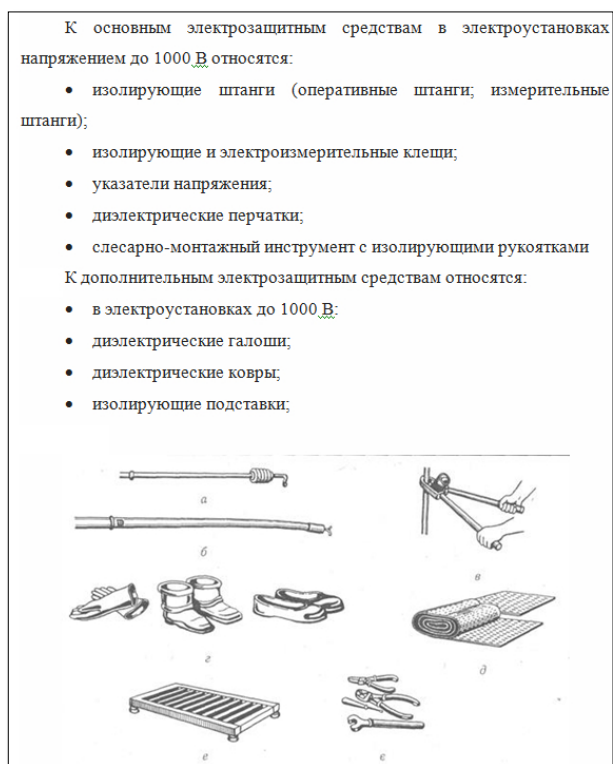 К основным электрозащитным средствам в электроустановках
напряжением до 1000 В относятся:
• изолирующие штанги (оперативные штанги; измерительные
штанги);
• изолирующие и электроизмерительные клещи;
• указатели напряжения;
• диэлектрические перчатки;
• слесарно-монтажный инструмент с изолирующими рукоятками
К дополнительным электрозащитным средствам относятся:
• в электроустановках до 1000 В:
• диэлектрические галоши;
• диэлектрические ковры;
• изолирующие подставки;
а
б
в
г
д
е
є